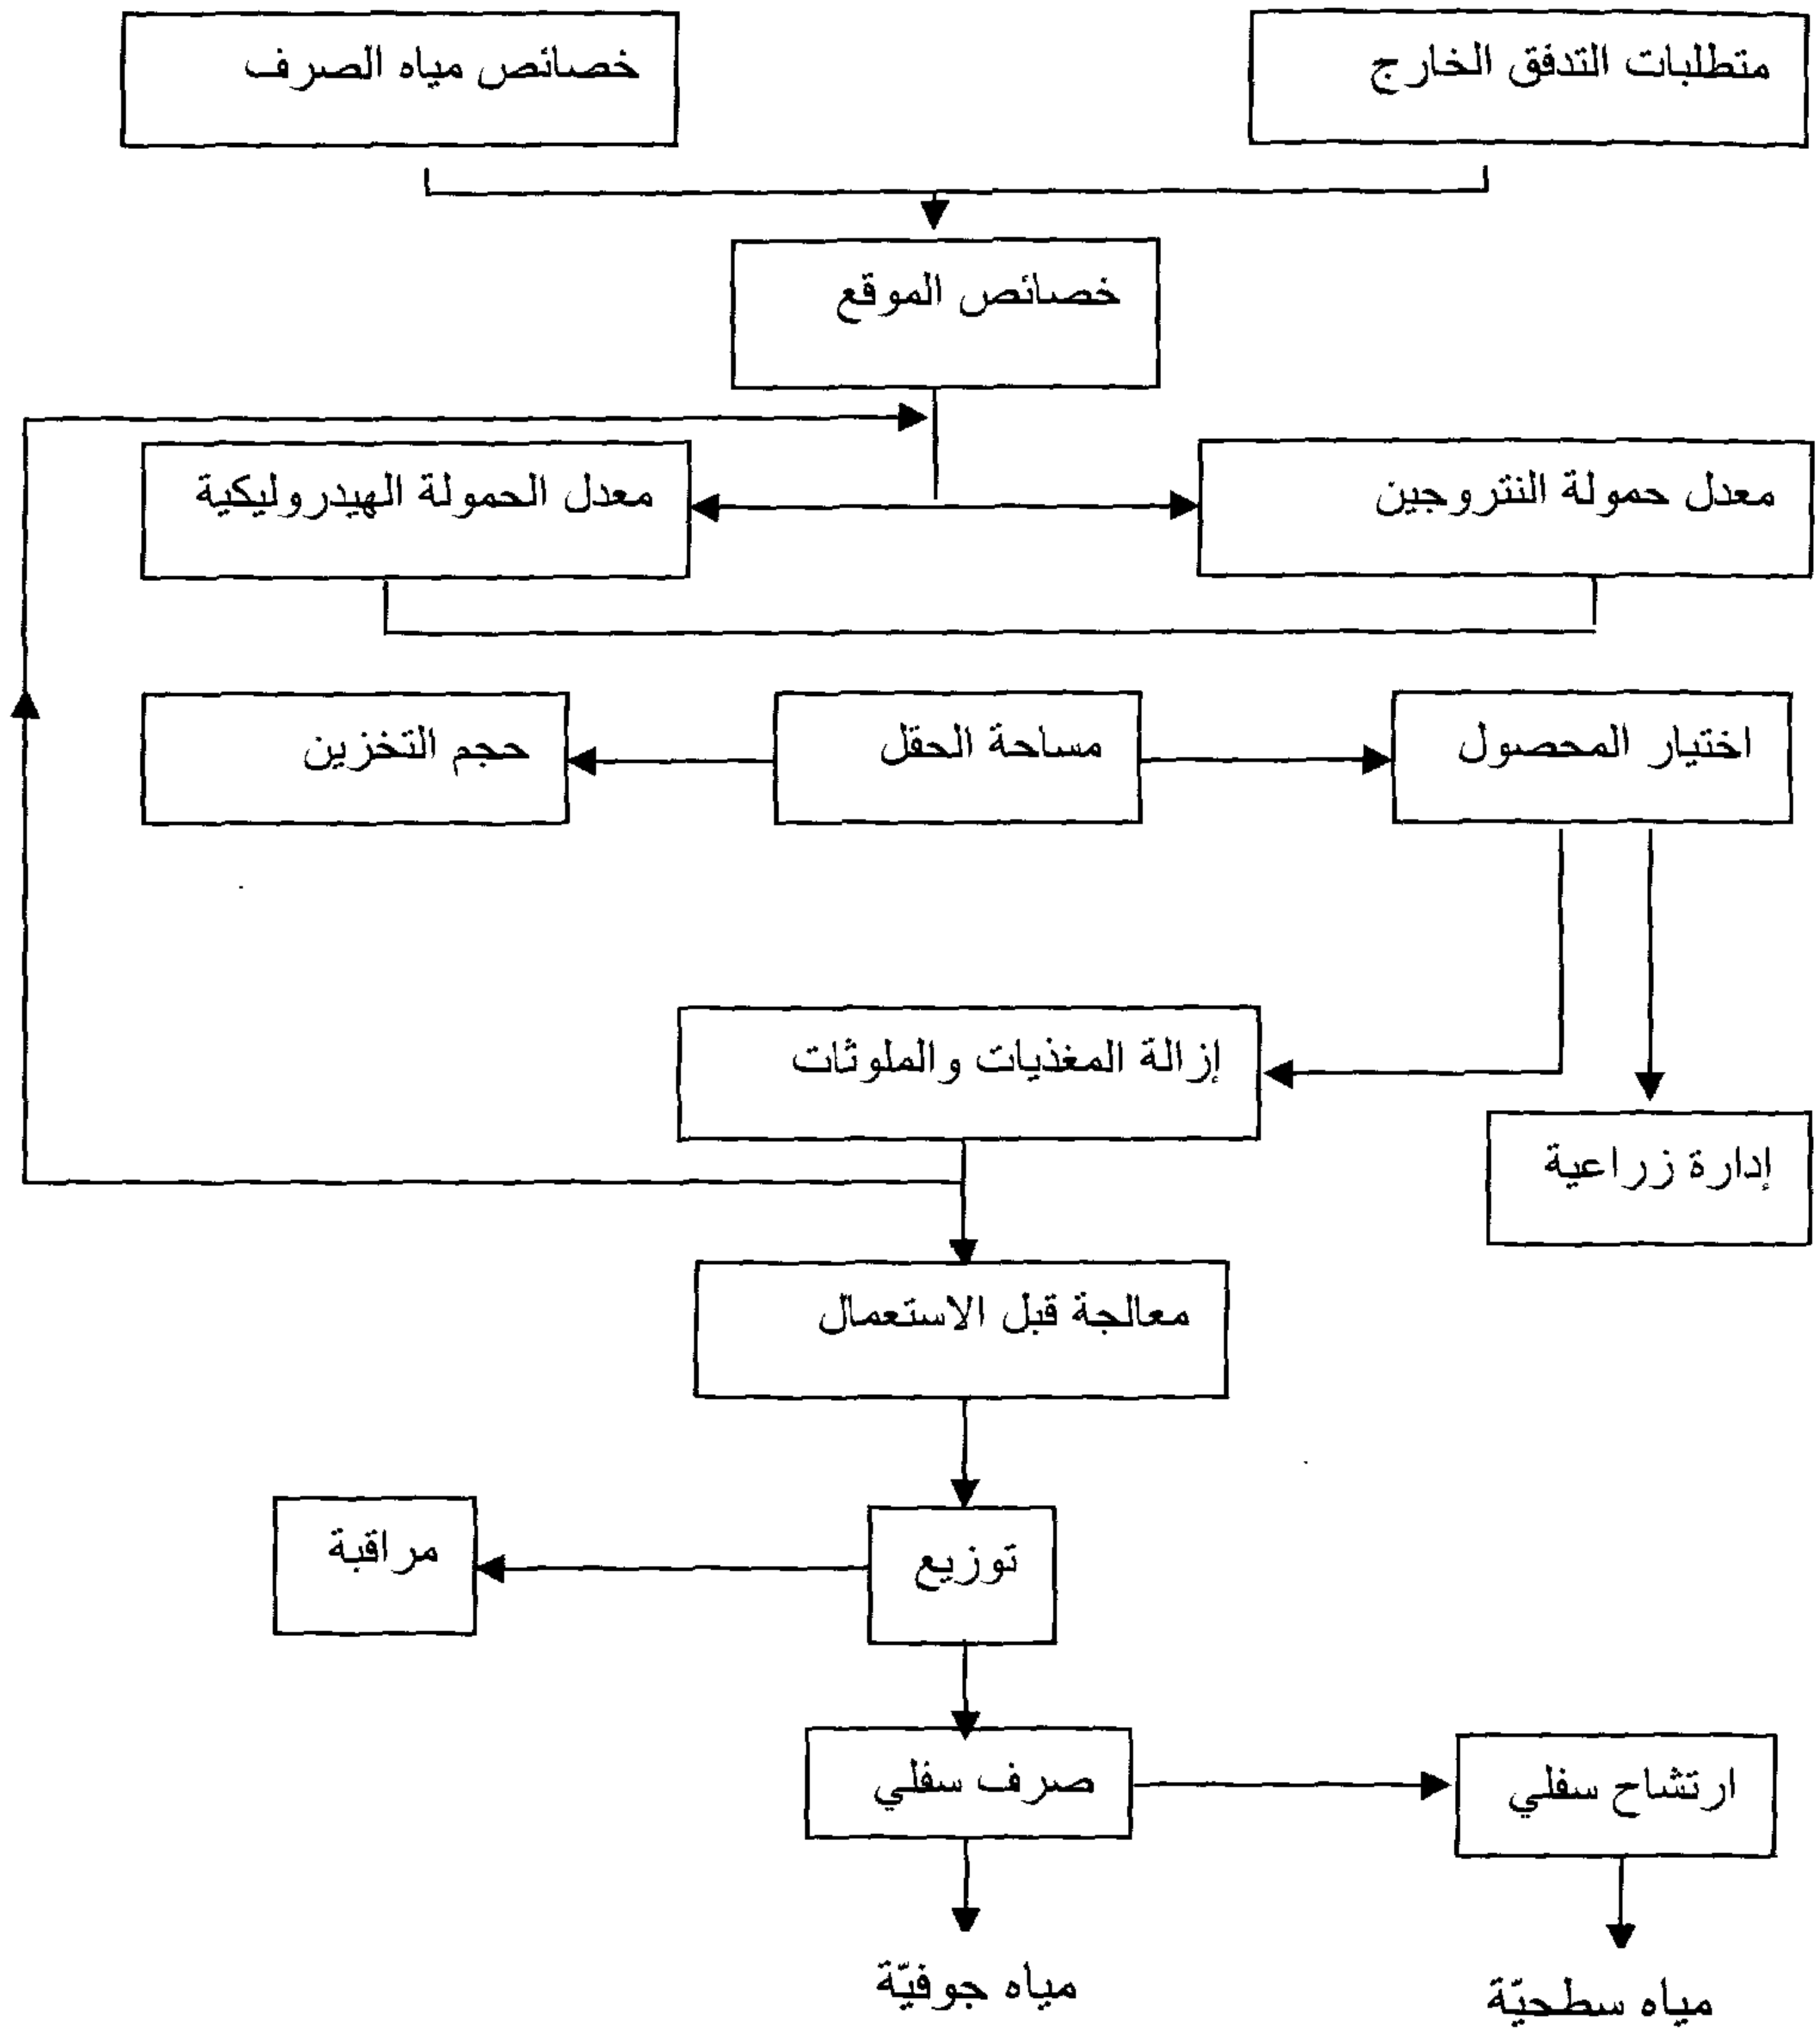 متطلبات التدفق الخارج
خصائص مياه الصرف
خصائص الموقع
معدل حمولة النتروجين
معدل الحمولة الهيدروليكية
اختيار المحصول
مساحة الحقل
حجم التخزين
إزالة المغذيات والملوثات
إدارة زراعية
معالجة قبل الاستعمال
توزيع
مراقبة
صرف سفلي
ارتشاح سفلي
مياه جوفيّة
مياه سطحيّة